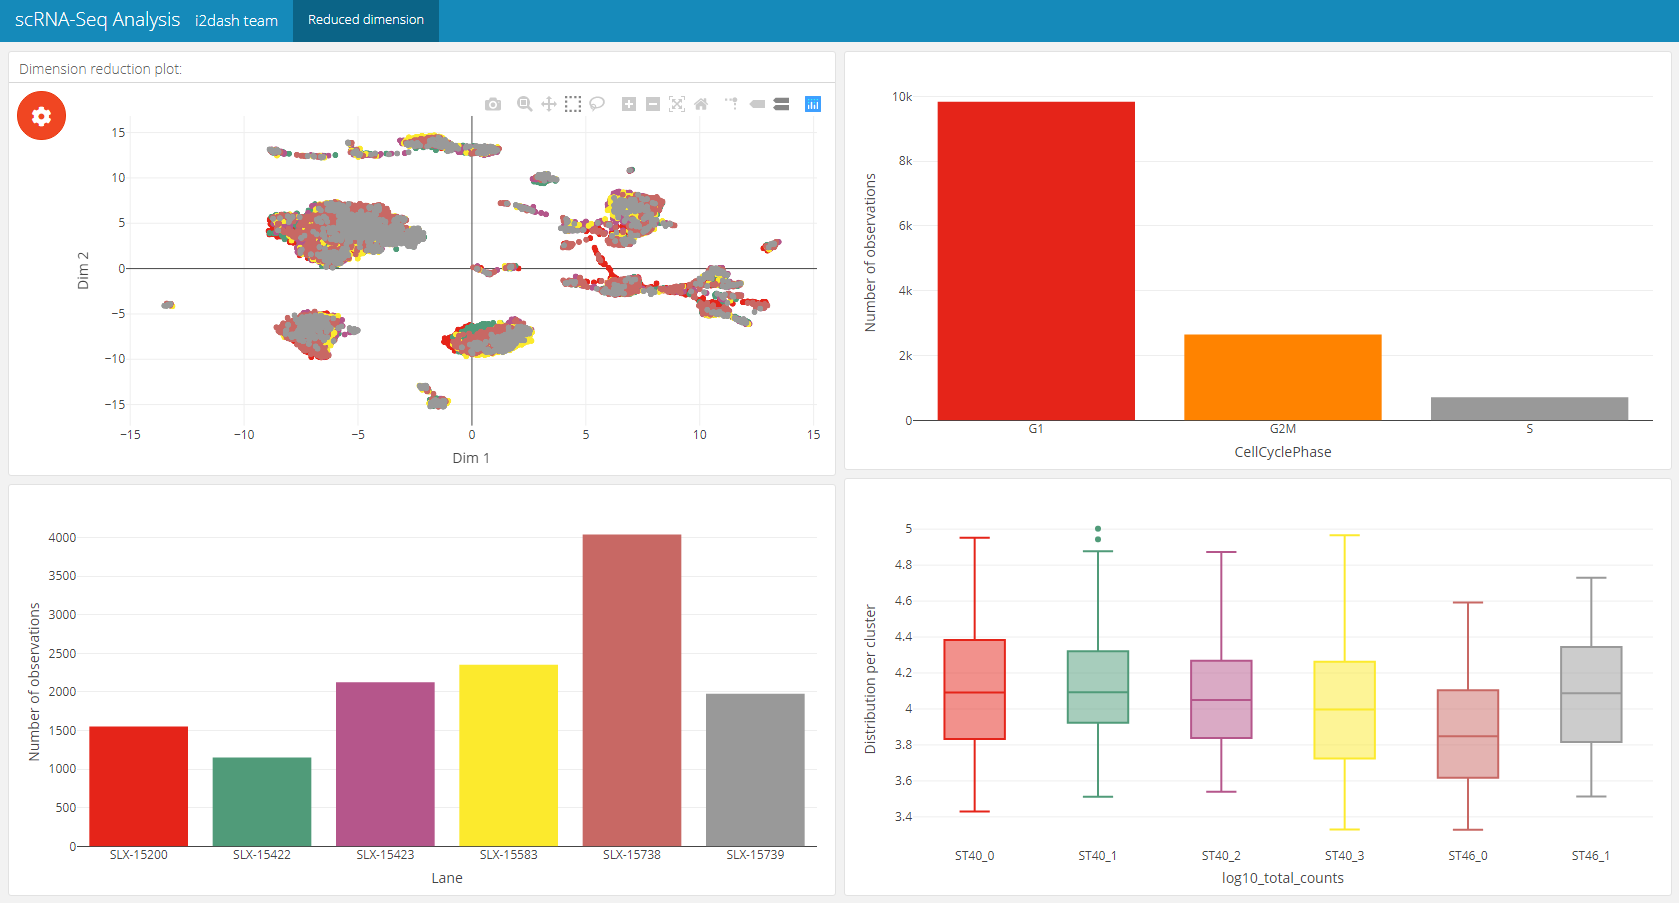 scRNA-Seq Analysis i2dash team Reduced dimension
Dimension reduction plot:
15
10
5
0
−5
−10
−15
Dim 2
−15 −10 −5 0 5 10 15
Dim 1
10k
8k
6k
4k
2k
0
Number of observations
G1 G2M S
CellCyclePhase
4000
3500
3000
2500
2000
1500
1000
500
0
Number of observations
SLX-15200 SLX-15422 SLX-15423 SLX-15583 SLX-15738 SLX-15739
Lane
5
4.8
4.6
4.4
4.2
4
3.8
3.6
3.4
Distribution per cluster
ST40_0 ST40_1 ST40_2 ST40_3 ST46_0 ST46_1
log10_total_counts